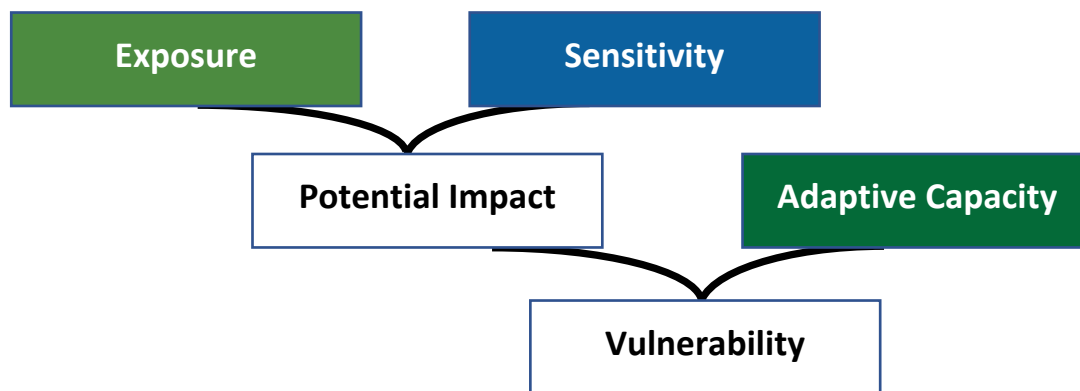 Exposure
Sensitivity
Potential Impact
Adaptive Capacity
Vulnerability